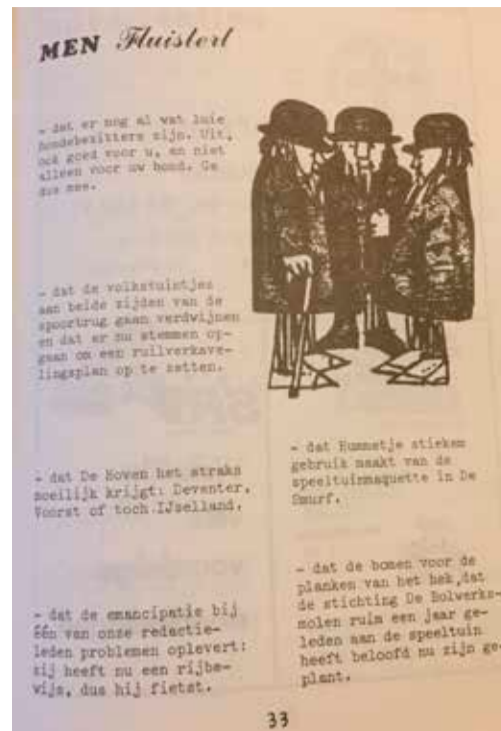 MEN Fluistert
- dat er nog al wat luie
hondebezitters zijn. Uit,
ook goed voor u, en niet
alleen voor uw hond. Ga
dus mee.
- dat de volkstuintjes
aan beide zijden van de
spoorbrug gaan verdwijnen
en dat er nu stemmen op-
gaan om een ruilverkave-
lingsplan op te zetten.
- dat De Hoven het straks
moeilijk krijgt: Deventer,
Voorst of toch IJselland.
- dat de emancipatie bij
één van onze redactie-
leden problemen oplevert:
zij heeft nu een rijbe-
wijs, dus hij fietst.
- dat Hummetje stiekem
gebruik maakt van de
speeltuinmaquette in De
Smurf.
- dat de bomen voor de
planken van het hek,dat
de stichting De Bolwerks-
molen ruim een jaar ge-
leden aan de speeltuin
heeft beloofd nu zijn ge-
plant.
33